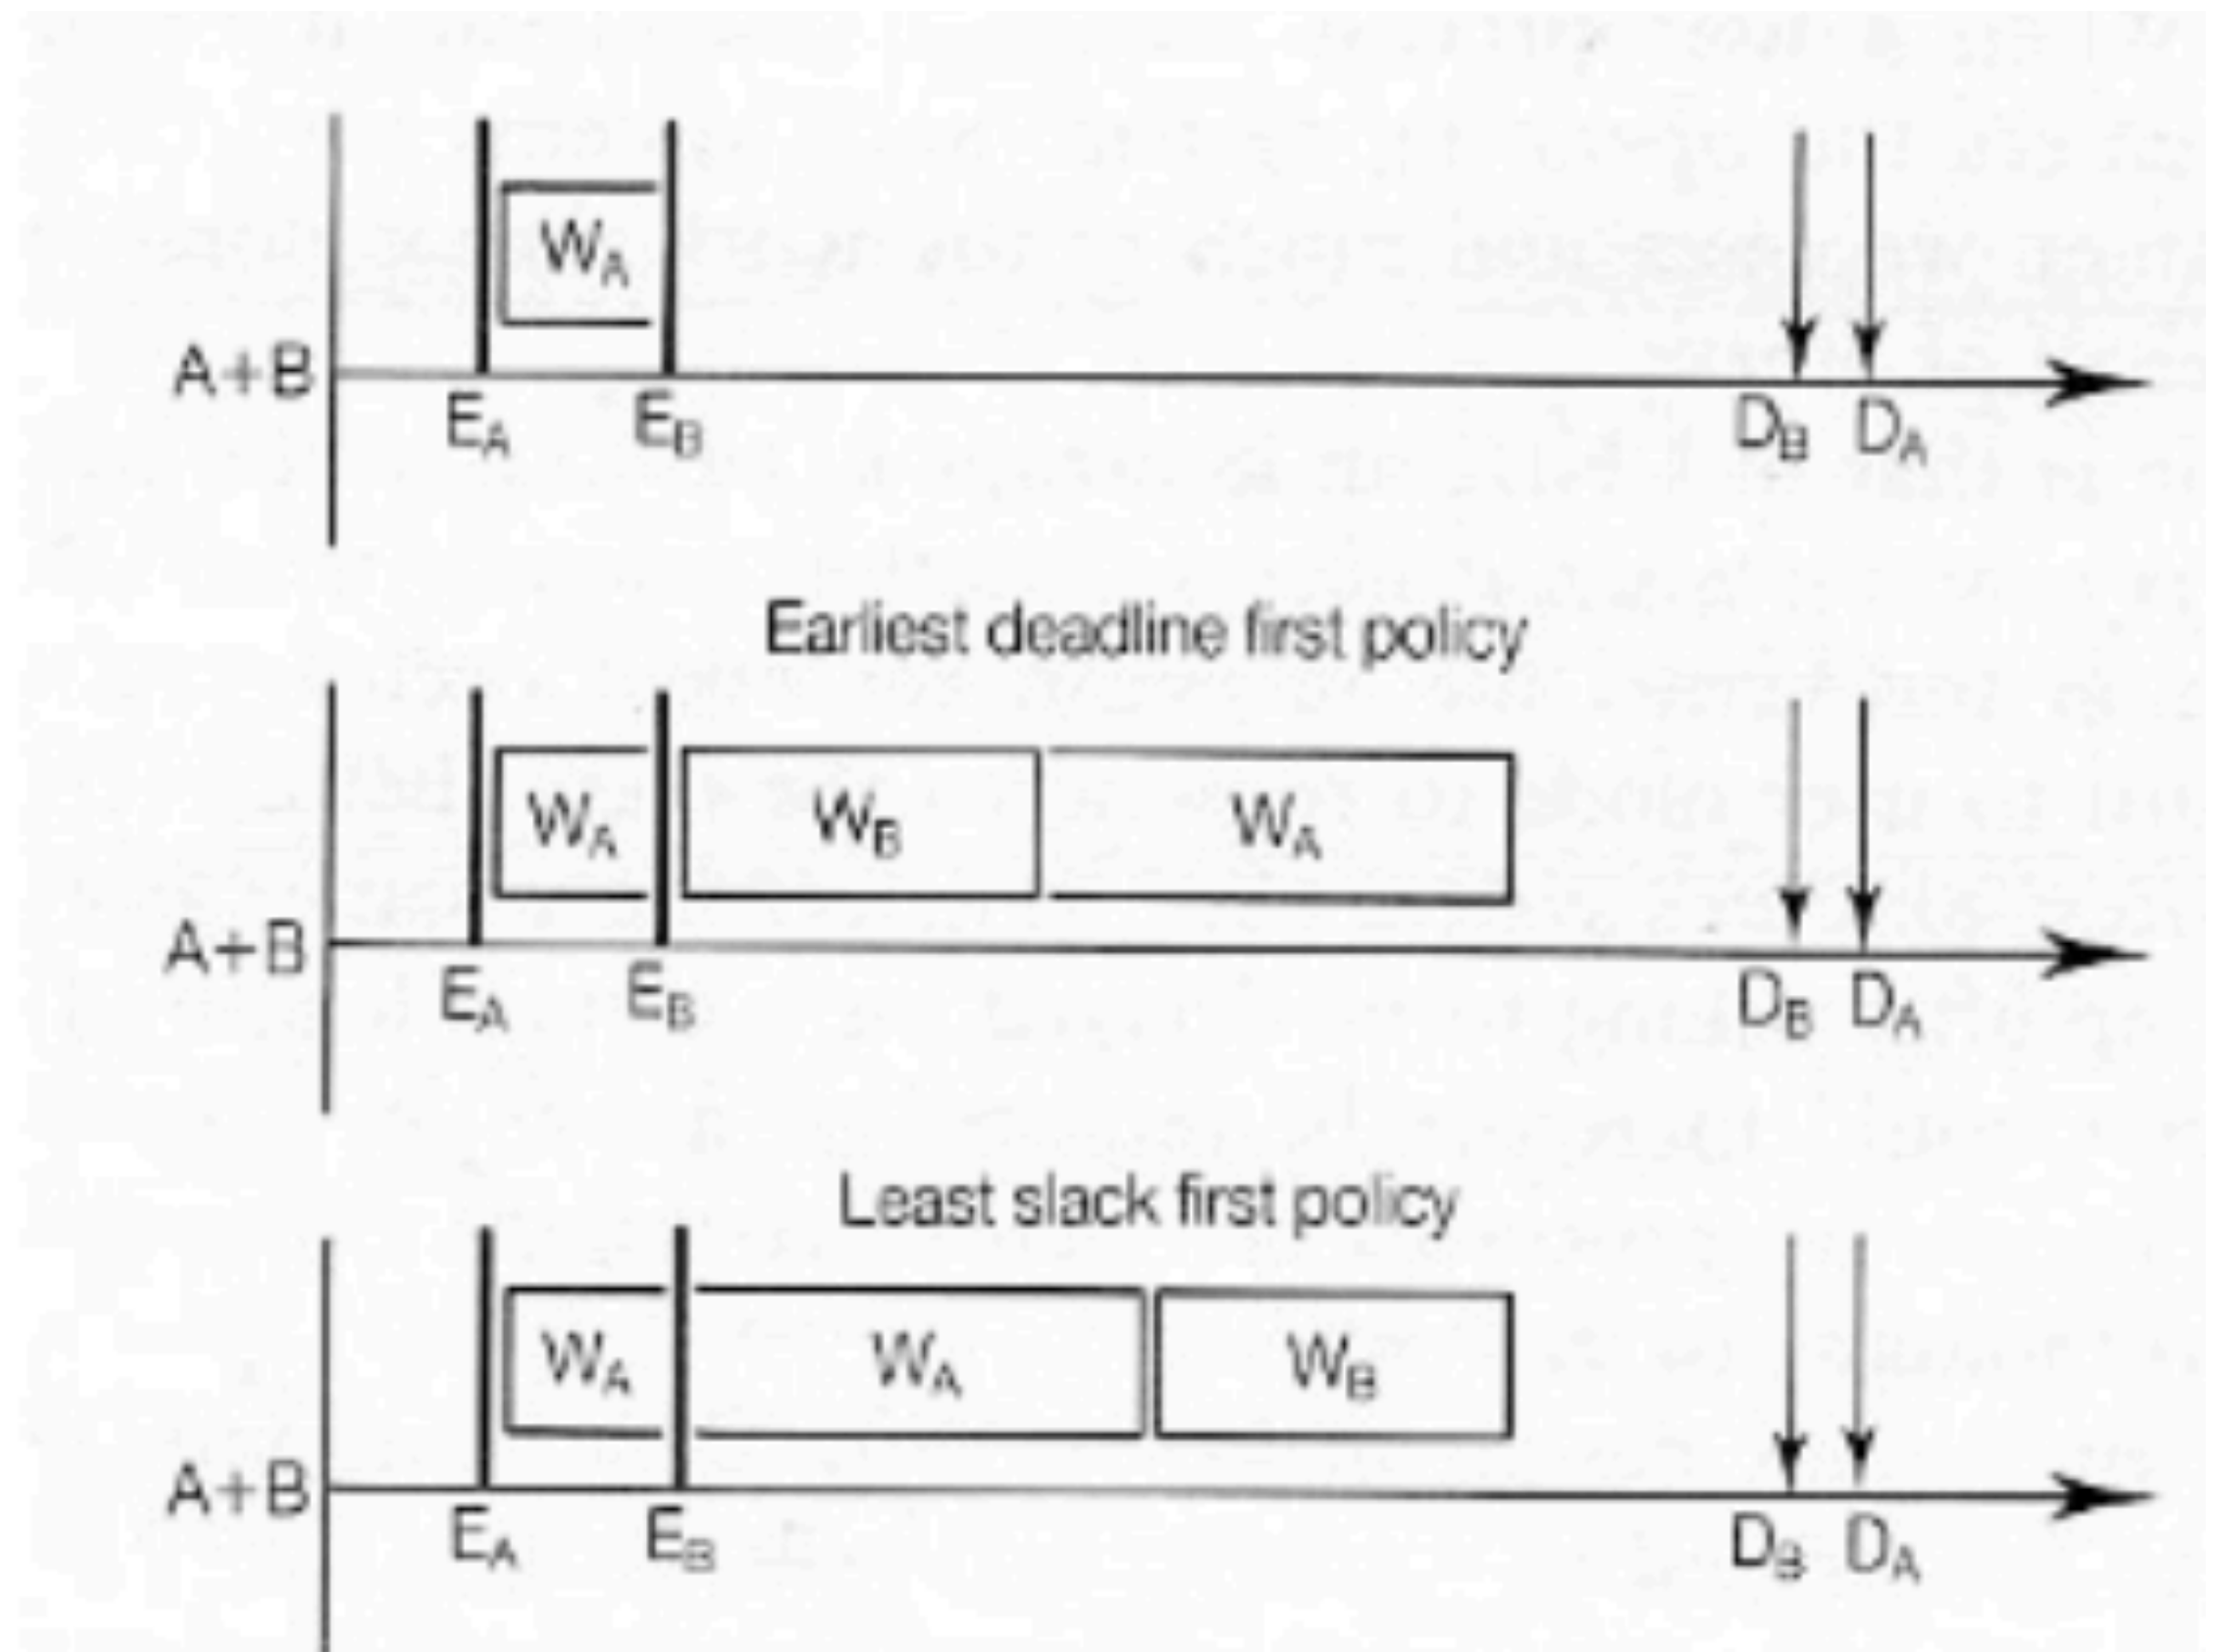 W_A
A+B
E_A E_B D_B D_A
Earliest deadline first policy
W_A W_B W_A
A+B
E_A E_B D_B D_A
Least slack first policy
W_A W_A W_B
A+B
E_A E_B D_B D_A